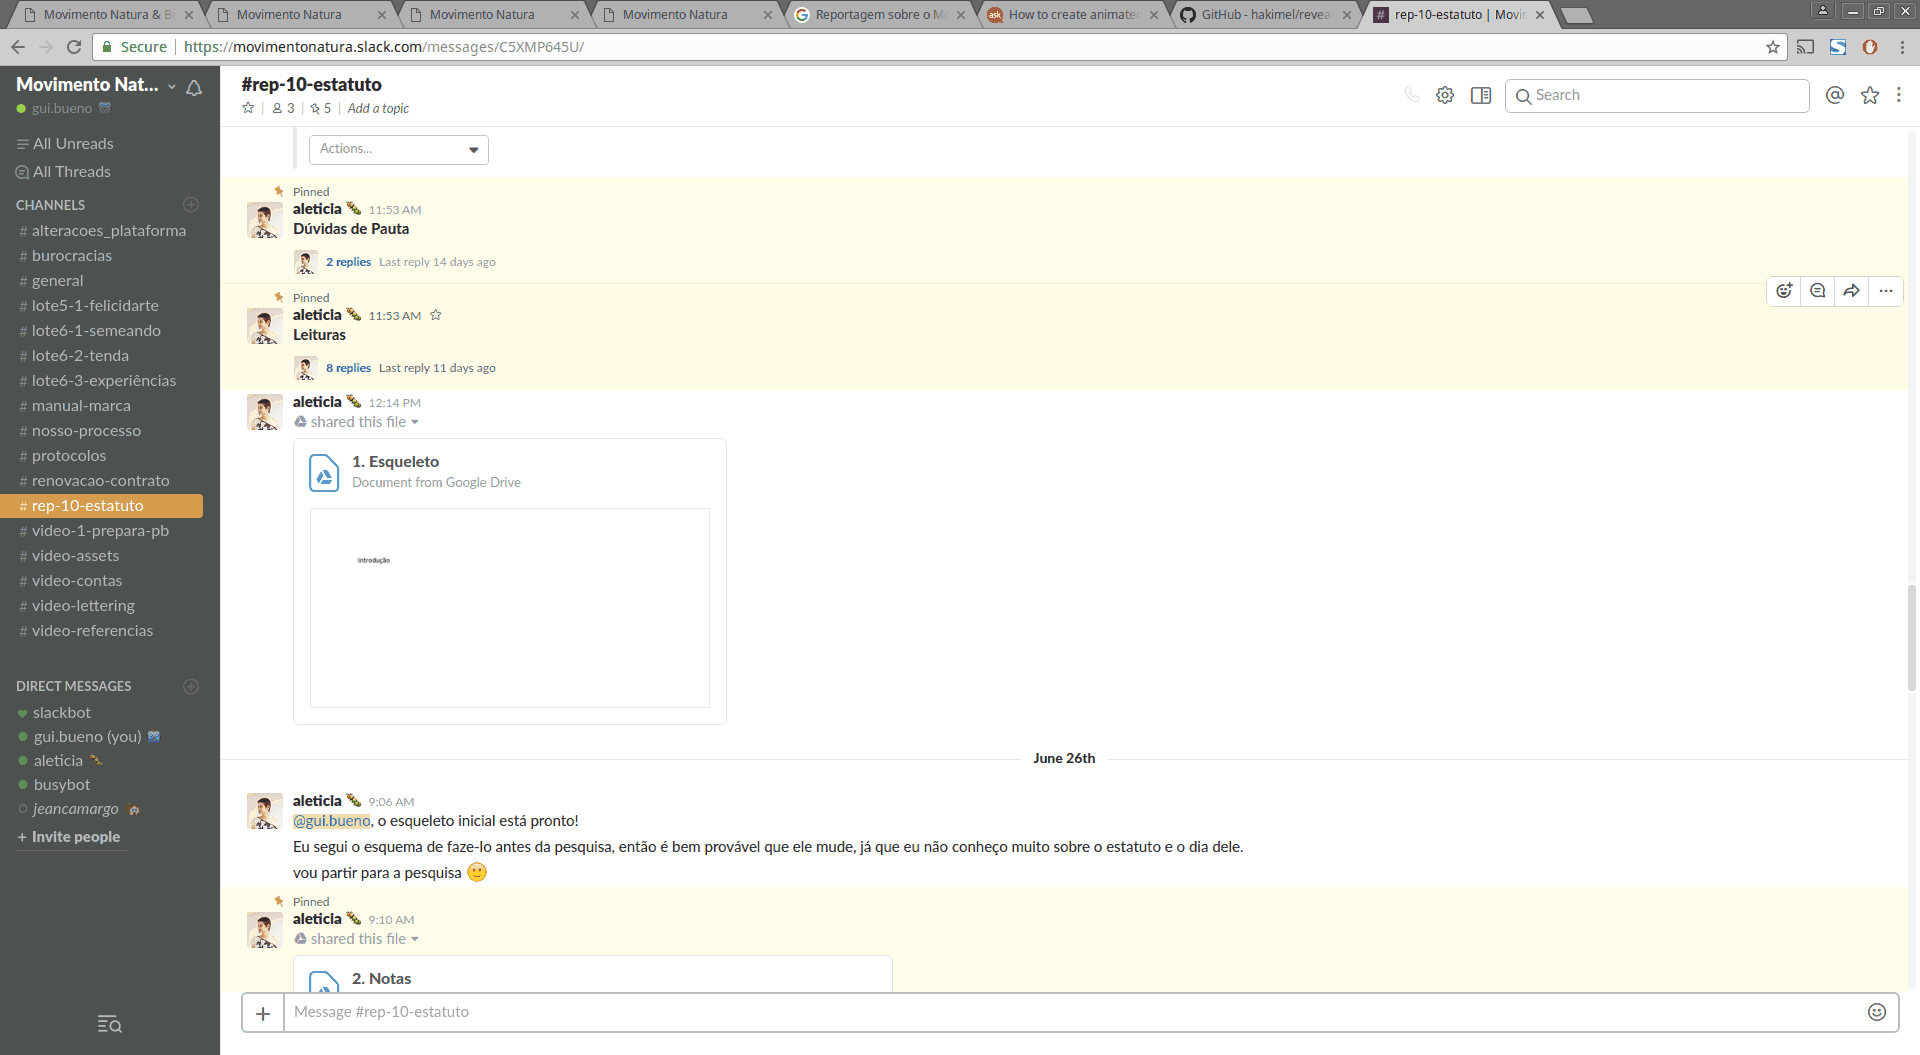 Movimento Natura & B
Movimento Natura
Movimento Natura
Movimento Natura
Reportagem sobre o M
ask How to create animate
GitHub - hakimel/revea
# rep-10-estatuto | Movi
Secure https://movimentonatura.slack.com/messages/C5XMP645U/
Movimento Nat...
gui.bueno
All Unreads
All Threads
CHANNELS
# alteracoes_plataforma
# burocracias
# general
# lote5-1-felicidarte
# lote6-1-semeando
# lote6-2-tenda
# lote6-3-experiências
# manual-marca
# nosso-processo
# protocolos
# renovacao-contrato
# rep-10-estatuto
# video-1-prepara-pb
# video-assets
# video-contas
# video-lettering
# video-referencias
DIRECT MESSAGES
slackbot
gui.bueno (you)
aleticia
busybot
jeancamargo
+ Invite people
#rep-10-estatuto
3 5 Add a topic
Search
Actions...
Pinned
aleticia 11:53 AM
Dúvidas de Pauta
2 replies Last reply 14 days ago
Pinned
aleticia 11:53 AM
Leituras
8 replies Last reply 11 days ago
aleticia 12:14 PM
shared this file
1. Esqueleto
Document from Google Drive
Introdução
June 26th
aleticia 9:06 AM
@gui.bueno, o esqueleto inicial está pronto!
Eu segui o esquema de faze-lo antes da pesquisa, então é bem provável que ele mude, já que eu não conheço muito sobre o estatuto e o dia dele.
vou partir para a pesquisa
Pinned
aleticia 9:10 AM
shared this file
2. Notas
Message #rep-10-estatuto